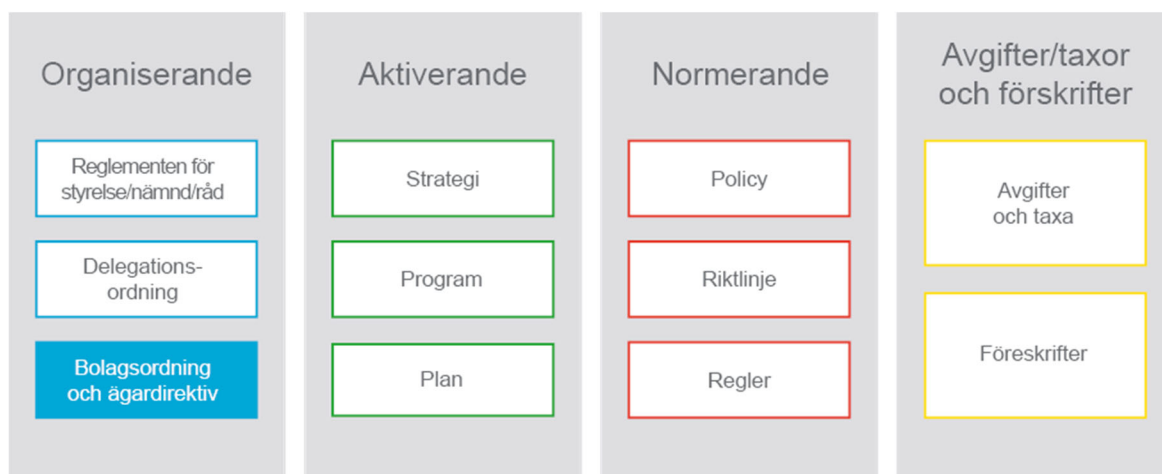 Organiserande
Reglementen för
styrelse/nämnd/råd
Delegations-
ordning
Bolagsordning
och ägardirektiv
Aktiverande
Strategi
Program
Plan
Normerande
Policy
Riktlinje
Regler
Avgifter/taxor
och förskrifter
Avgifter
och taxa
Föreskrifter